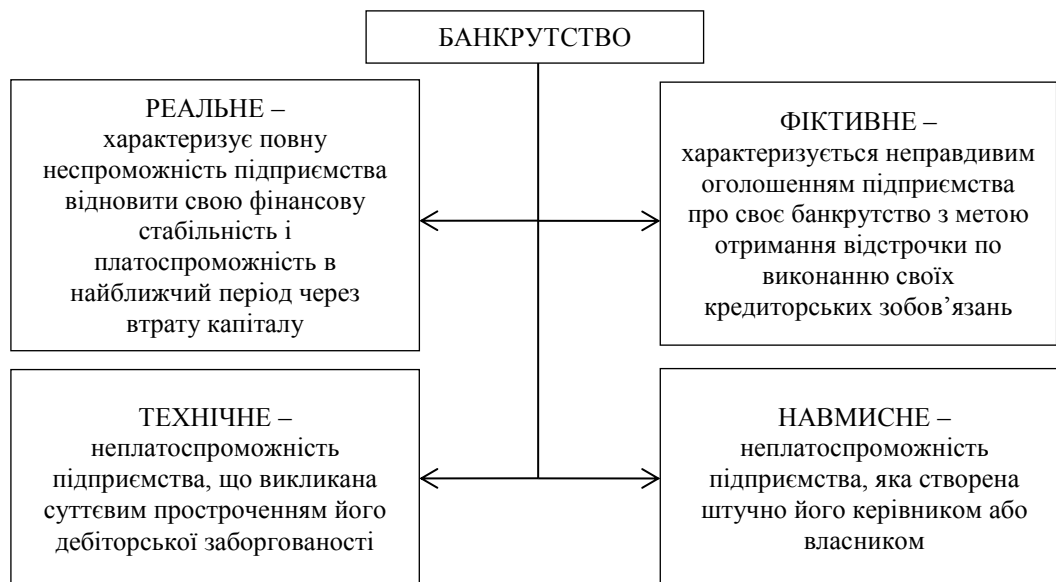 БАНКРУТСТВО
РЕАЛЬНЕ –
характеризує повну
неспроможність підприємства
відновити свою фінансову
стабільність і
платоспроможність в
найближчий період через
втрату капіталу
ФІКТИВНЕ –
характеризується неправдивим
оголошенням підприємства
про своє банкрутство з метою
отримання відстрочки по
виконанню своїх
кредиторських зобов’язань
ТЕХНІЧНЕ –
неплатоспроможність
підприємства, що викликана
суттєвим простроченням його
дебіторської заборгованості
НАВМИСНЕ –
неплатоспроможність
підприємства, яка створена
штучно його керівником або
власником